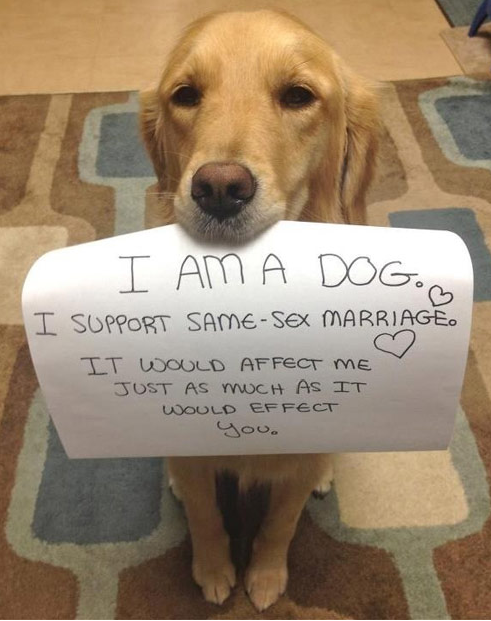 I AM A DOG.
I SUPPORT SAME-SEX MARRIAGE.
IT WOULD AFFECT ME
JUST AS MUCH AS IT
WOULD EFFECT
YOU.